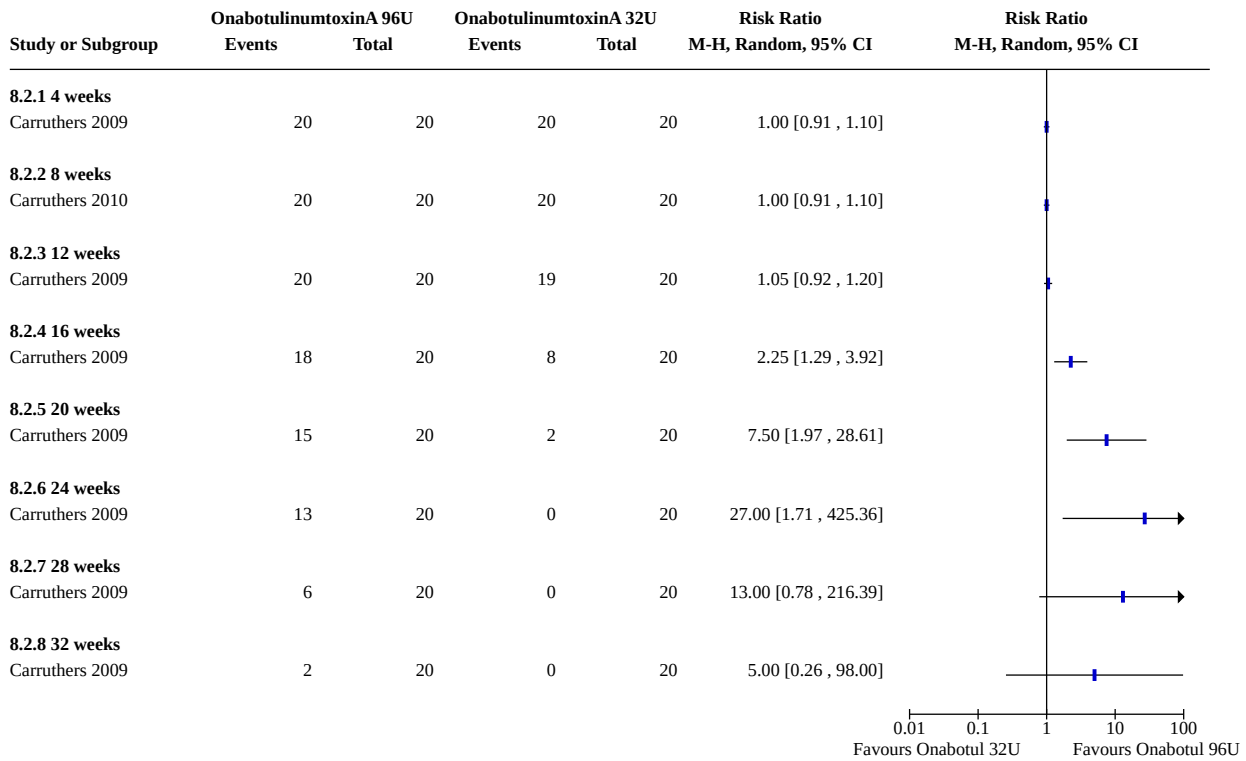 OnabotulinumtoxinA 96U OnabotulinumtoxinA 32U Risk Ratio Risk Ratio
Study or Subgroup Events Total Events Total M-H, Random, 95% CI M-H, Random, 95% CI
8.2.1 4 weeks
Carruthers 2009 20 20 20 20 1.00 [0.91 , 1.10]
8.2.2 8 weeks
Carruthers 2010 20 20 20 20 1.00 [0.91 , 1.10]
8.2.3 12 weeks
Carruthers 2009 20 20 19 20 1.05 [0.92 , 1.20]
8.2.4 16 weeks
Carruthers 2009 18 20 8 20 2.25 [1.29 , 3.92]
8.2.5 20 weeks
Carruthers 2009 15 20 2 20 7.50 [1.97 , 28.61]
8.2.6 24 weeks
Carruthers 2009 13 20 0 20 27.00 [1.71 , 425.36]
8.2.7 28 weeks
Carruthers 2009 6 20 0 20 13.00 [0.78 , 216.39]
8.2.8 32 weeks
Carruthers 2009 2 20 0 20 5.00 [0.26 , 98.00]
0.01 0.1 1 10 100
Favours Onabotul 32U Favours Onabotul 96U